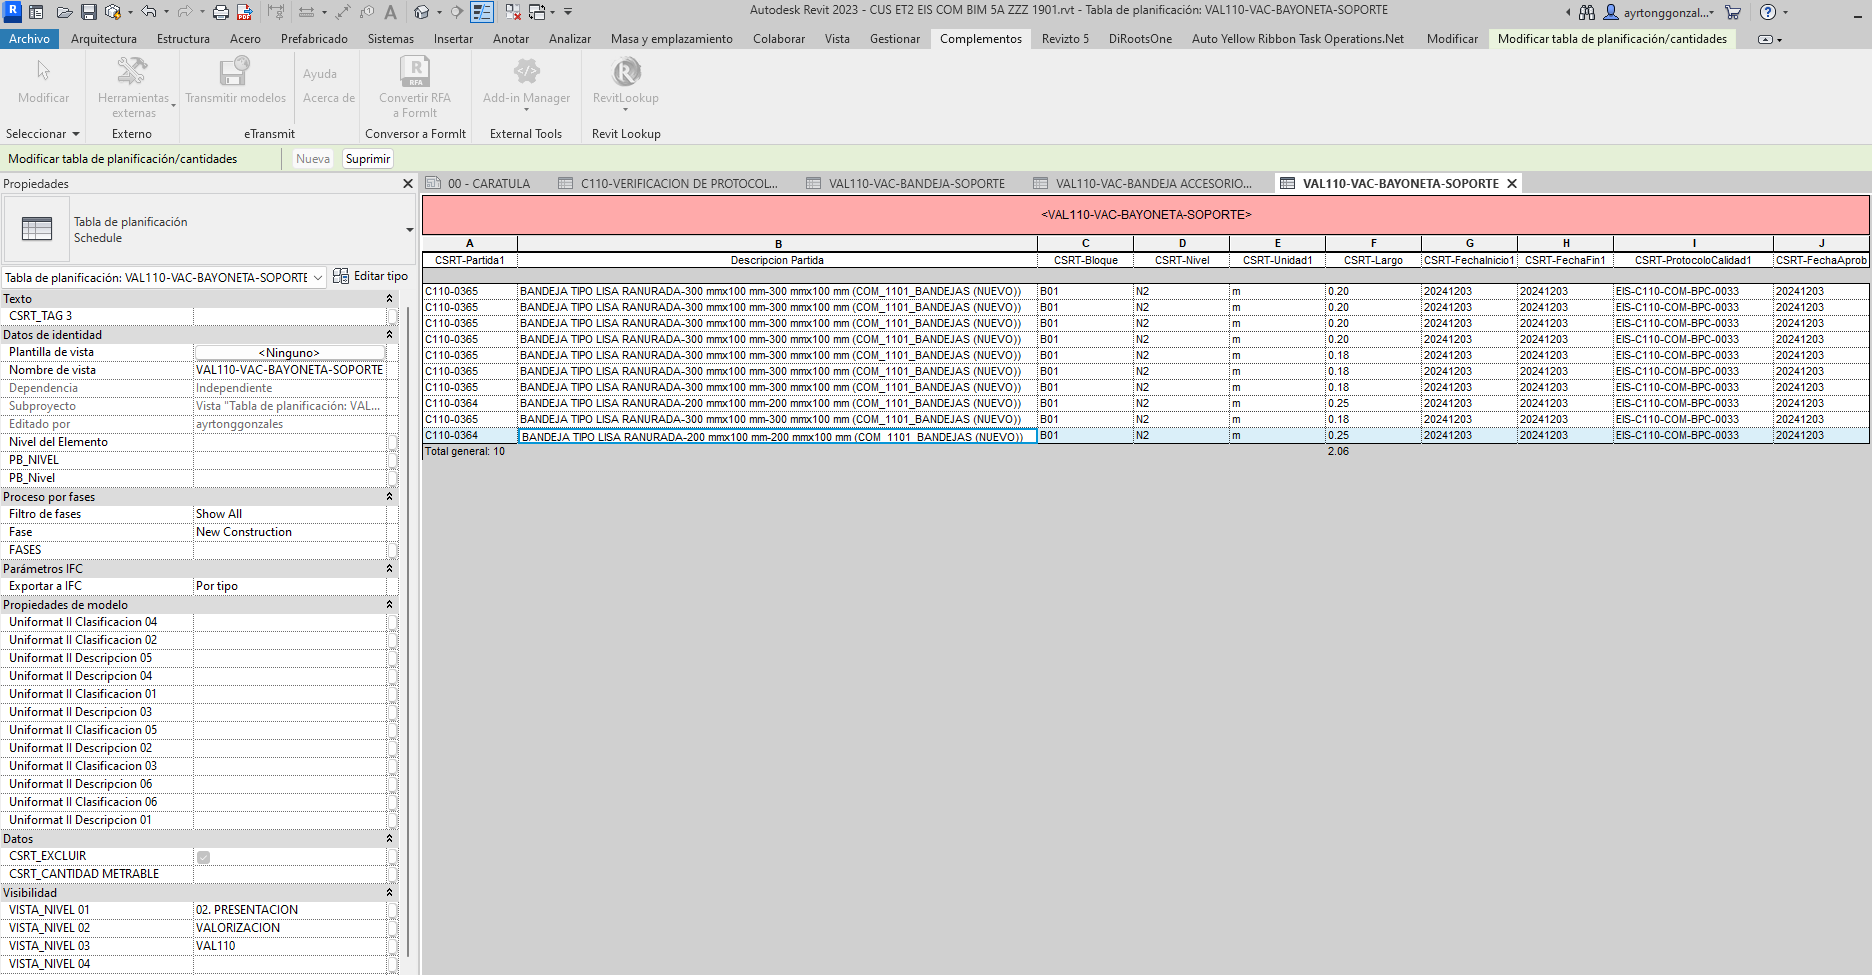 Autodesk Revit 2023 - CUS ET2 EIS COM BIM 5A ZZZ 1901.rvt - Tabla de planificación: VAL110-VAC-BAYONETA-SOPORTE
ayrtonggonzal...
Archivo Arquitectura Estructura Acero Prefabricado Sistemas Insertar Anotar Analizar Masa y emplazamiento Colaborar Vista Gestionar Complementos Revizto 5 DiRootsOne Auto Yellow Ribbon Task Operations.Net Modificar Modificar tabla de planificación/cantidades
Modificar
Herramientas externas
Transmitir modelos
Ayuda
Acerca de
Convertir RFA a FormIt
Add-in Manager
RevitLookup
Seleccionar Externo eTransmit Conversor a FormIt External Tools Revit Lookup
Modificar tabla de planificación/cantidades Nueva Suprimir
Propiedades
Tabla de planificación
Schedule
Tabla de planificación: VAL110-VAC-BAYONETA-SOPORTE Editar tipo
Texto
CSRT_TAG 3
Datos de identidad
Plantilla de vista <Ninguno>
Nombre de vista VAL110-VAC-BAYONETA-SOPORTE
Dependencia Independiente
Subproyecto Vista "Tabla de planificación: VAL...
Editado por ayrtonggonzales
Nivel del Elemento
PB_NIVEL
PB_Nivel
Proceso por fases
Filtro de fases Show All
Fase New Construction
FASES
Parámetros IFC
Exportar a IFC Por tipo
Propiedades de modelo
Uniformat II Clasificacion 04
Uniformat II Clasificacion 02
Uniformat II Descripcion 05
Uniformat II Descripcion 04
Uniformat II Clasificacion 01
Uniformat II Descripcion 03
Uniformat II Clasificacion 05
Uniformat II Descripcion 02
Uniformat II Clasificacion 03
Uniformat II Descripcion 06
Uniformat II Clasificacion 06
Uniformat II Descripcion 01
Datos
CSRT_EXCLUIR
CSRT_CANTIDAD METRABLE
Visibilidad
VISTA_NIVEL 01 02. PRESENTACION
VISTA_NIVEL 02 VALORIZACION
VISTA_NIVEL 03 VAL110
VISTA_NIVEL 04
00 - CARATULA C110-VERIFICACION DE PROTOCOL... VAL110-VAC-BANDEJA-SOPORTE VAL110-VAC-BANDEJA ACCESORIO... VAL110-VAC-BAYONETA-SOPORTE
<VAL110-VAC-BAYONETA-SOPORTE>
A B C D E F G H I J
CSRT-Partida1 Descripcion Partida CSRT-Bloque CSRT-Nivel CSRT-Unidad1 CSRT-Largo CSRT-FechaInicio1 CSRT-FechaFin1 CSRT-ProtocoloCalidad1 CSRT-FechaAprob
C110-0365 BANDEJA TIPO LISA RANURADA-300 mmx100 mm-300 mmx100 mm (COM_1101_BANDEJAS (NUEVO)) B01 N2 m 0.20 20241203 20241203 EIS-C110-COM-BPC-0033 20241203
C110-0365 BANDEJA TIPO LISA RANURADA-300 mmx100 mm-300 mmx100 mm (COM_1101_BANDEJAS (NUEVO)) B01 N2 m 0.20 20241203 20241203 EIS-C110-COM-BPC-0033 20241203
C110-0365 BANDEJA TIPO LISA RANURADA-300 mmx100 mm-300 mmx100 mm (COM_1101_BANDEJAS (NUEVO)) B01 N2 m 0.20 20241203 20241203 EIS-C110-COM-BPC-0033 20241203
C110-0365 BANDEJA TIPO LISA RANURADA-300 mmx100 mm-300 mmx100 mm (COM_1101_BANDEJAS (NUEVO)) B01 N2 m 0.20 20241203 20241203 EIS-C110-COM-BPC-0033 20241203
C110-0365 BANDEJA TIPO LISA RANURADA-300 mmx100 mm-300 mmx100 mm (COM_1101_BANDEJAS (NUEVO)) B01 N2 m 0.18 20241203 20241203 EIS-C110-COM-BPC-0033 20241203
C110-0365 BANDEJA TIPO LISA RANURADA-300 mmx100 mm-300 mmx100 mm (COM_1101_BANDEJAS (NUEVO)) B01 N2 m 0.18 20241203 20241203 EIS-C110-COM-BPC-0033 20241203
C110-0365 BANDEJA TIPO LISA RANURADA-300 mmx100 mm-300 mmx100 mm (COM_1101_BANDEJAS (NUEVO)) B01 N2 m 0.18 20241203 20241203 EIS-C110-COM-BPC-0033 20241203
C110-0364 BANDEJA TIPO LISA RANURADA-200 mmx100 mm-200 mmx100 mm (COM_1101_BANDEJAS (NUEVO)) B01 N2 m 0.25 20241203 20241203 EIS-C110-COM-BPC-0033 20241203
C110-0365 BANDEJA TIPO LISA RANURADA-300 mmx100 mm-300 mmx100 mm (COM_1101_BANDEJAS (NUEVO)) B01 N2 m 0.18 20241203 20241203 EIS-C110-COM-BPC-0033 20241203
C110-0364 BANDEJA TIPO LISA RANURADA-200 mmx100 mm-200 mmx100 mm (COM_1101_BANDEJAS (NUEVO)) B01 N2 m 0.25 20241203 20241203 EIS-C110-COM-BPC-0033 20241203
Total general: 10 2.06